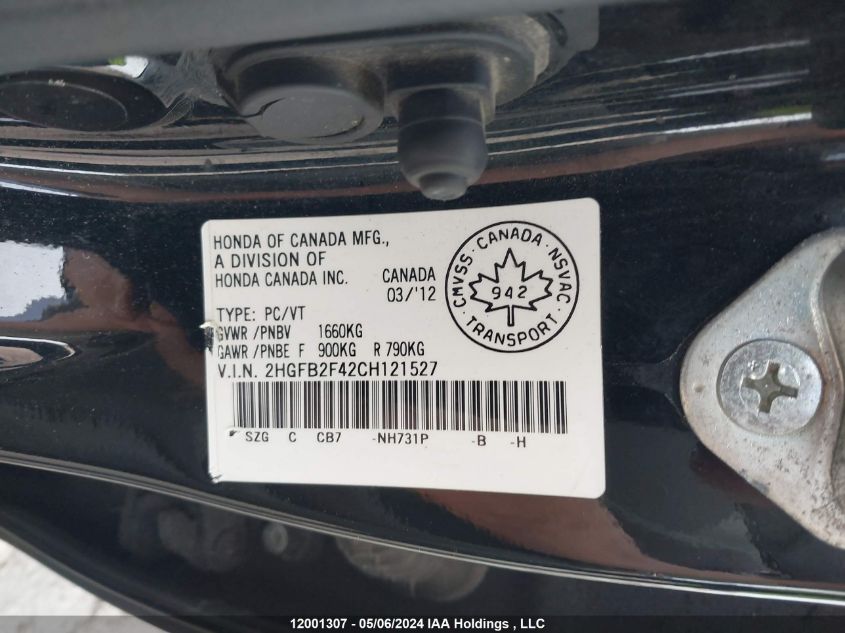 HONDA OF CANADA MFG.,
A DIVISION OF
HONDA CANADA INC. CANADA
03/'12
TYPE: PC/VT
GVWR /PNBV 1660KG
GAWR /PNBE F 900KG R 790KG
V.I.N. 2HGFB2F42CH121527
SZG C CB7 -NH731P -B -H
CMVSS · CANADA · NSVAC
942
TRANSPORT
12001307 - 05/06/2024 IAA Holdings , LLC